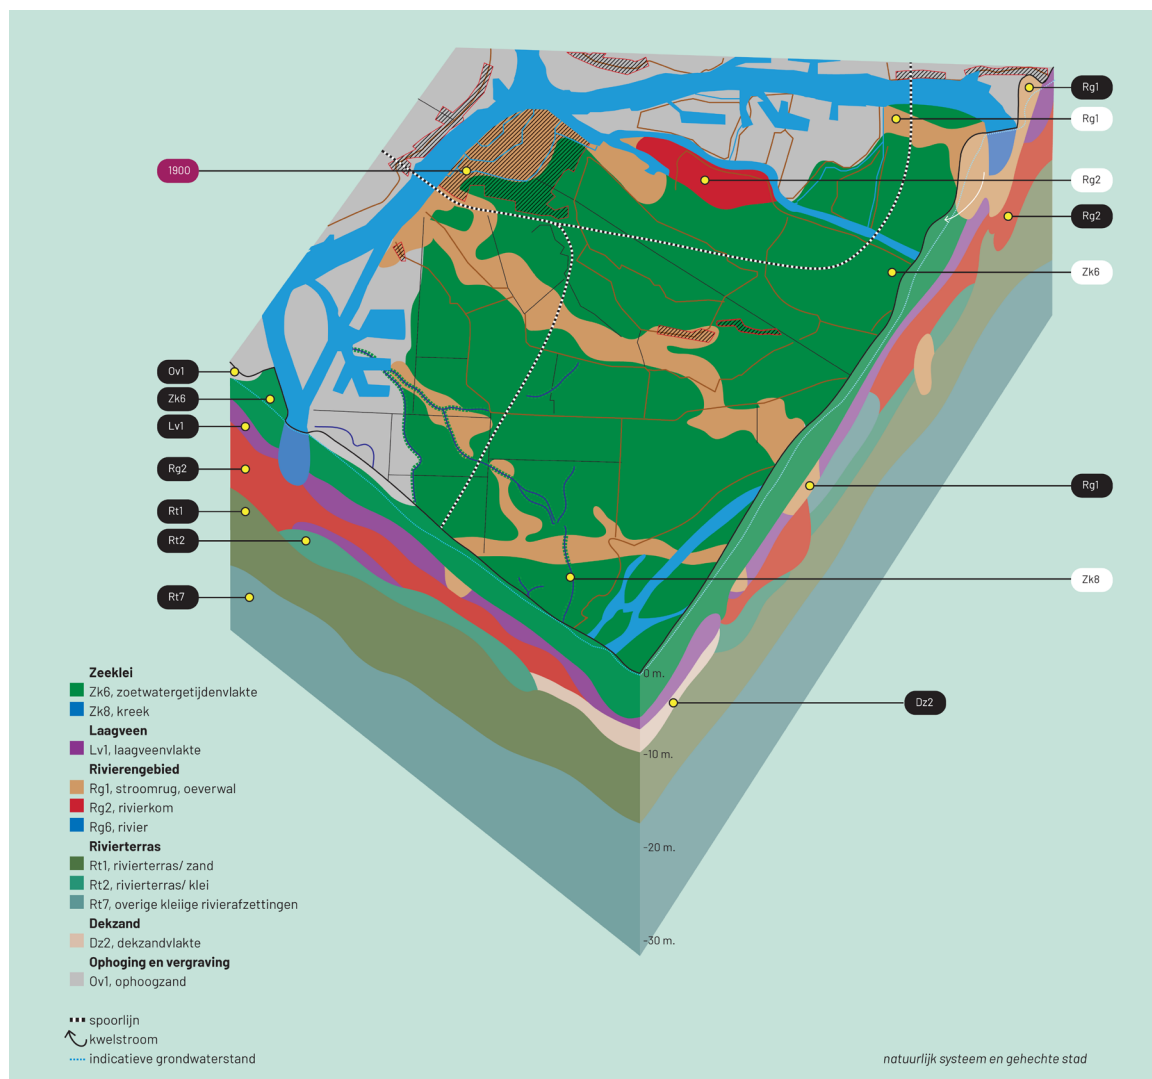 Rg1
Rg1
1900
Rg2
Rg2
Zk6
Ov1
Zk6
Lv1
Rg2
Rg1
Rt1
Rt2
Zk8
Rt7
0 m.
Dz2
-10 m.
-20 m.
-30 m.
Zeeklei
Zk6, zoetwatergetijdenvlakte
Zk8, kreek
Laagveen
Lv1, laagveenvlakte
Rivierengebied
Rg1, stroomrug, oeverwal
Rg2, rivierkom
Rg6, rivier
Rivierterras
Rt1, rivierterras/ zand
Rt2, rivierterras/ klei
Rt7, overige kleiige rivierafzettingen
Dekzand
Dz2, dekzandvlakte
Ophoging en vergraving
Ov1, ophoogzand
spoorlijn
kwelstroom
indicatieve grondwaterstand
natuurlijk systeem en gehechte stad